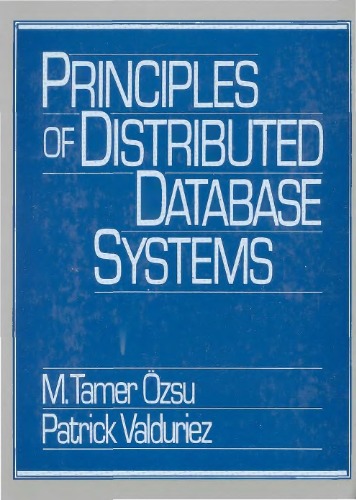 PRINCIPLES
OF DISTRIBUTED
DATABASE
SYSTEMS
M. Tamer Özsu
Patrick Valduriez